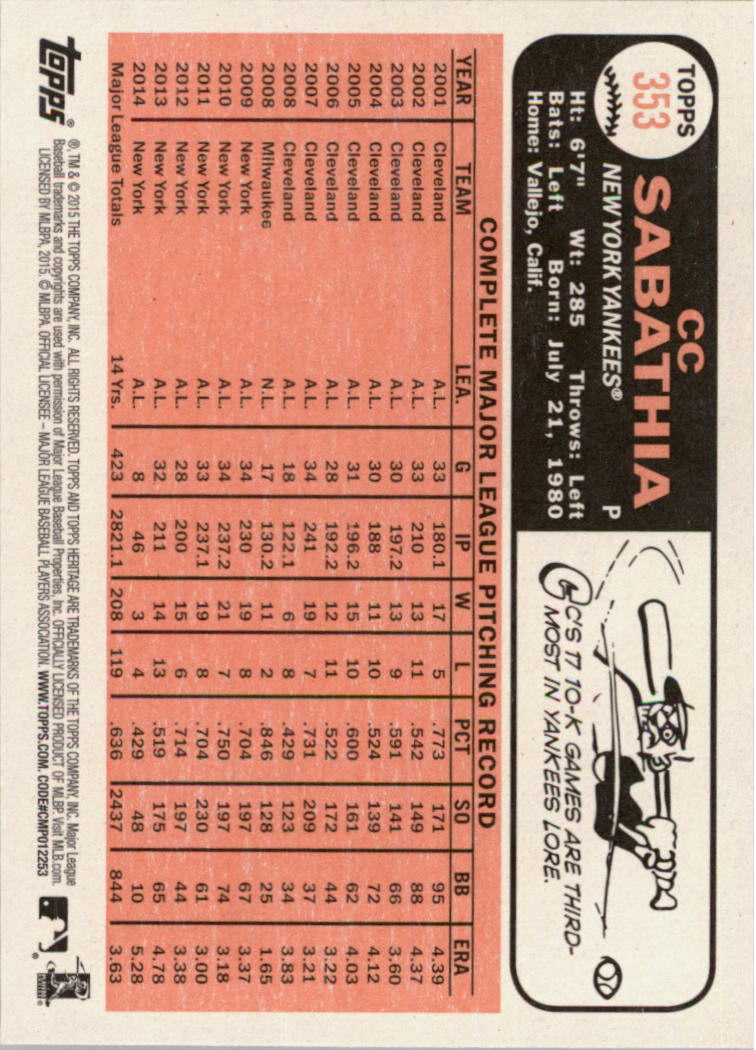 TOPPS
353
CC
SABATHIA
NEW YORK YANKEES® P
Ht: 6'7" Wt: 285 Throws: Left
Bats: Left Born: July 21, 1980
Home: Vallejo, Calif.
CC'S 17 10-K GAMES ARE THIRD-
MOST IN YANKEES LORE.
COMPLETE MAJOR LEAGUE PITCHING RECORD
YEAR TEAM LEA. G IP W L PCT SO BB ERA
2001 Cleveland A.L. 33 180.1 17 5 .773 171 95 4.39
2002 Cleveland A.L. 33 210 13 11 .542 149 88 4.37
2003 Cleveland A.L. 30 197.2 13 9 .591 141 66 3.60
2004 Cleveland A.L. 30 188 11 10 .524 139 72 4.12
2005 Cleveland A.L. 31 196.2 15 10 .600 161 62 4.03
2006 Cleveland A.L. 28 192.2 12 11 .522 172 44 3.22
2007 Cleveland A.L. 34 241 19 7 .731 209 37 3.21
2008 Cleveland A.L. 18 122.1 6 8 .429 123 34 3.83
2008 Milwaukee N.L. 17 130.2 11 2 .846 128 25 1.65
2009 New York A.L. 34 230 19 8 .704 197 67 3.37
2010 New York A.L. 34 237.2 21 7 .750 197 74 3.18
2011 New York A.L. 33 237.1 19 8 .704 230 61 3.00
2012 New York A.L. 28 200 15 6 .714 197 44 3.38
2013 New York A.L. 32 211 14 13 .519 175 65 4.78
2014 New York A.L. 8 46 3 4 .429 48 10 5.28
Major League Totals 14 Yrs. 423 2821.1 208 119 .636 2437 844 3.63
topps®
®, TM & © 2015 THE TOPPS COMPANY, INC. ALL RIGHTS RESERVED. TOPPS AND TOPPS HERITAGE ARE TRADEMARKS OF THE TOPPS COMPANY, INC. Major League
Baseball trademarks and copyrights are used with permission of Major League Baseball Properties, Inc. OFFICIALLY LICENSED PRODUCT OF MLBP. Visit MLB.com.
LICENSED BY MLBPA, 2015. © MLBPA. OFFICIAL LICENSEE – MAJOR LEAGUE BASEBALL PLAYERS ASSOCIATION. WWW.TOPPS.COM. CODE#CMP012253